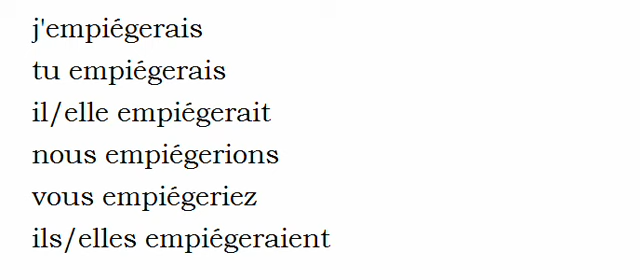 j'empiégerais
tu empiégerais
il/elle empiégerait
nous empiégerions
vous empiégeriez
ils/elles empiégeraient